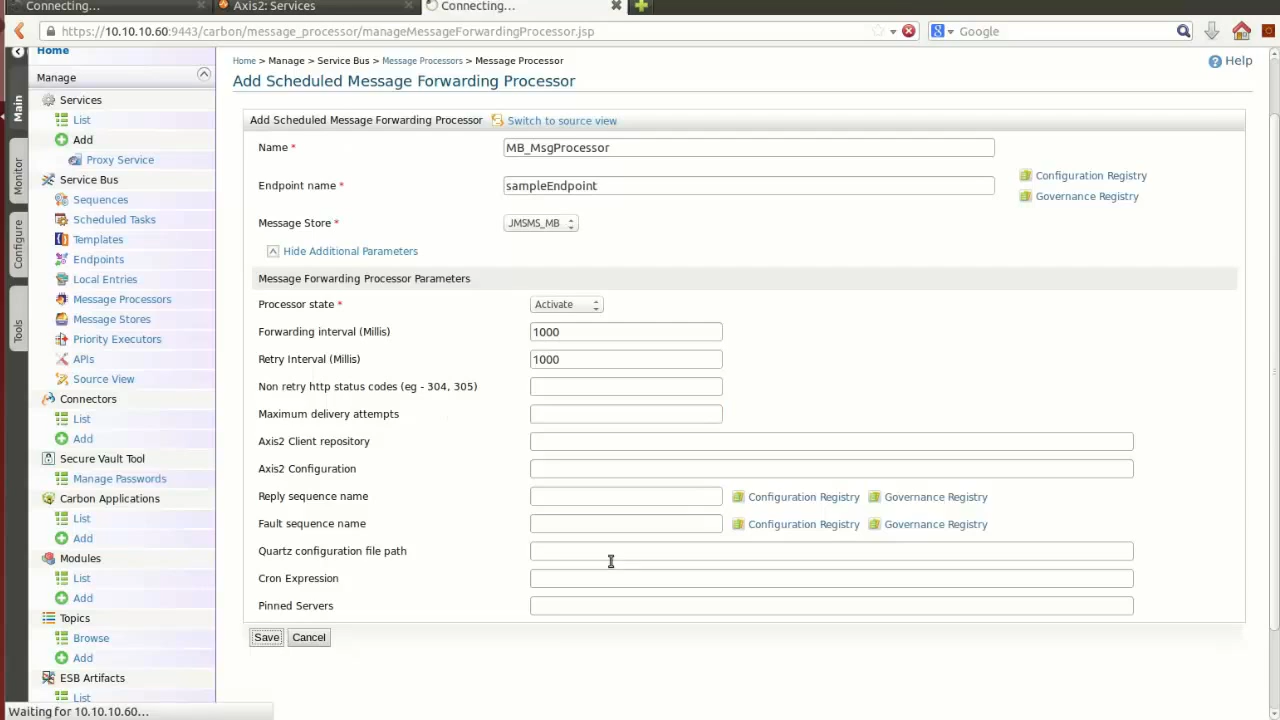 Connecting...
Axis2: Services
Connecting...
https://10.10.10.60:9443/carbon/message_processor/manageMessageForwardingProcessor.jsp
Google
Home
Manage
Main
Monitor
Configure
Tools
Services
List
Add
Proxy Service
Service Bus
Sequences
Scheduled Tasks
Templates
Endpoints
Local Entries
Message Processors
Message Stores
Priority Executors
APIs
Source View
Connectors
List
Add
Secure Vault Tool
Manage Passwords
Carbon Applications
List
Add
Modules
List
Add
Topics
Browse
Add
ESB Artifacts
List
Home > Manage > Service Bus > Message Processors > Message Processor
Help
Add Scheduled Message Forwarding Processor
Add Scheduled Message Forwarding Processor Switch to source view
Name * MB_MsgProcessor
Endpoint name * sampleEndpoint
Configuration Registry
Governance Registry
Message Store * JMSMS_MB
Hide Additional Parameters
Message Forwarding Processor Parameters
Processor state * Activate
Forwarding interval (Millis) 1000
Retry Interval (Millis) 1000
Non retry http status codes (eg - 304, 305)
Maximum delivery attempts
Axis2 Client repository
Axis2 Configuration
Reply sequence name Configuration Registry Governance Registry
Fault sequence name Configuration Registry Governance Registry
Quartz configuration file path
Cron Expression
Pinned Servers
Save Cancel
Waiting for 10.10.10.60...